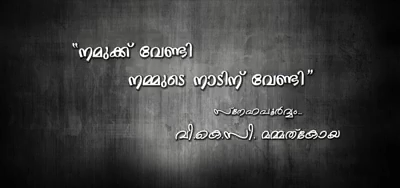 "നമുക്ക് വേണ്ടി
നമ്മുടെ നാടിന് വേണ്ടി"
സ്നേഹപൂർവ്വം..
വി.കെ.സി. മമ്മത്കോയ